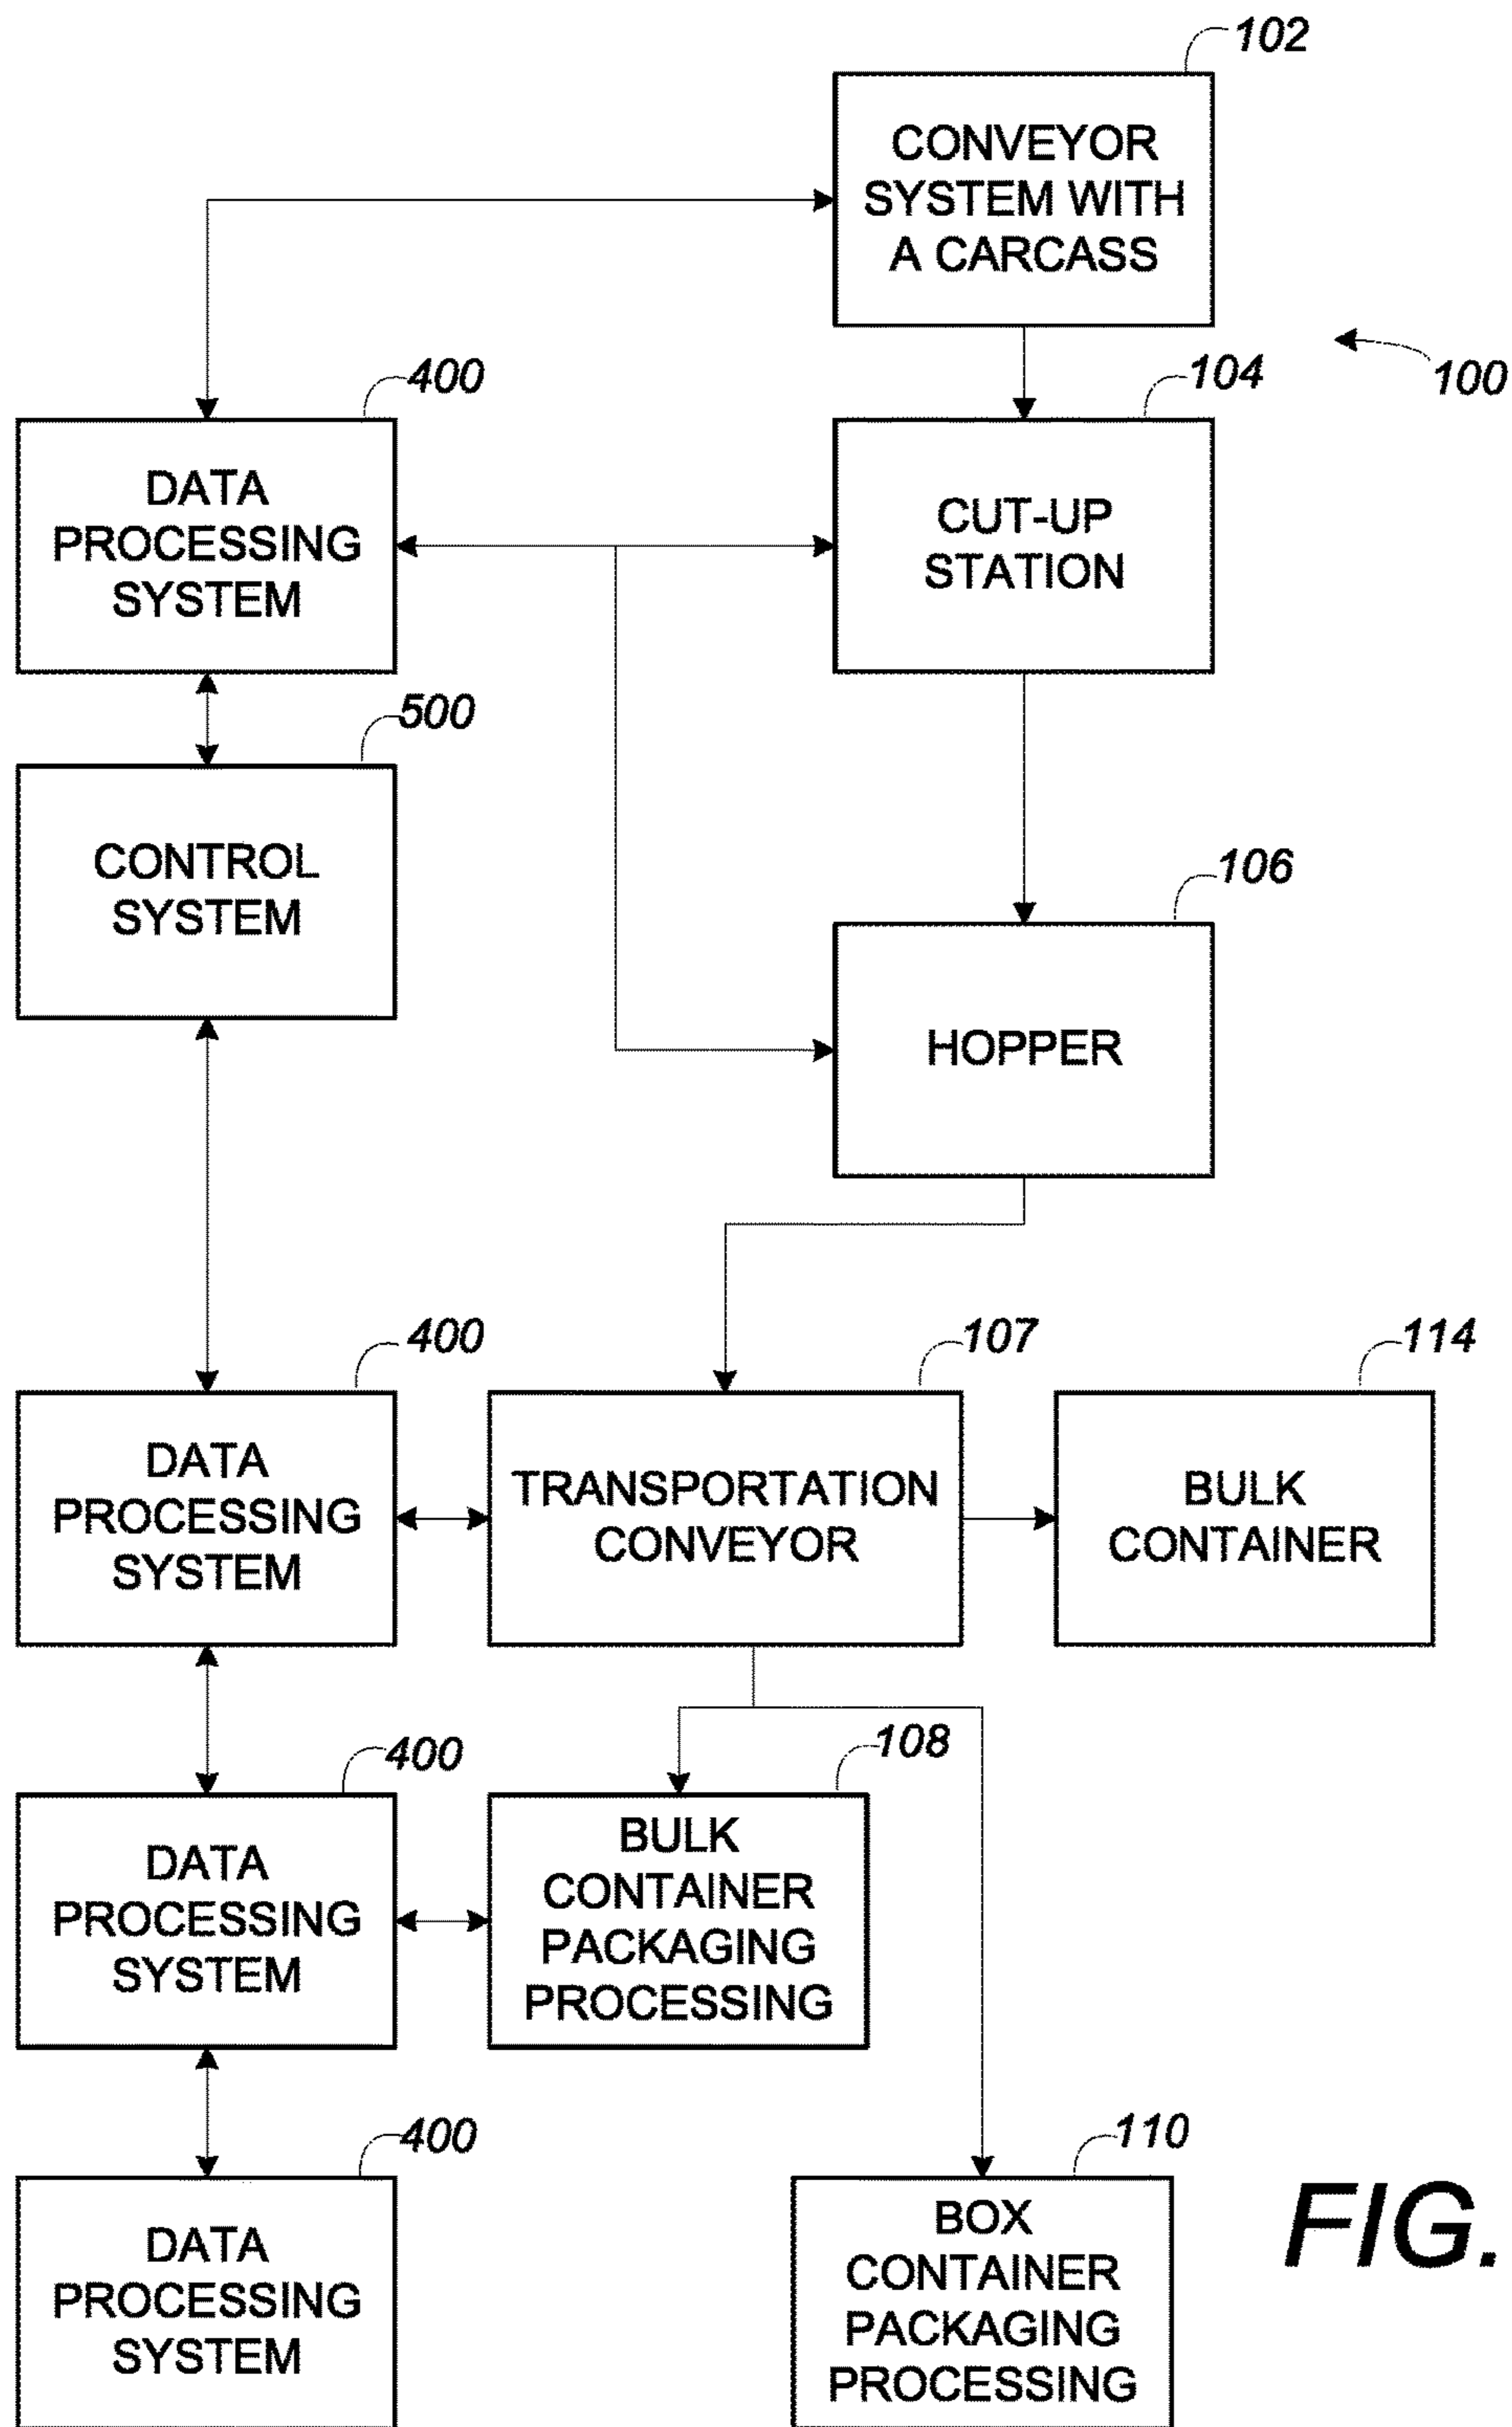 102
CONVEYOR
SYSTEM WITH
A CARCASS
100
400
DATA
PROCESSING
SYSTEM
104
CUT-UP
STATION
500
CONTROL
SYSTEM
106
HOPPER
400
DATA
PROCESSING
SYSTEM
107
TRANSPORTATION
CONVEYOR
114
BULK
CONTAINER
400
DATA
PROCESSING
SYSTEM
108
BULK
CONTAINER
PACKAGING
PROCESSING
400
DATA
PROCESSING
SYSTEM
110
BOX
CONTAINER
PACKAGING
PROCESSING
FIG.